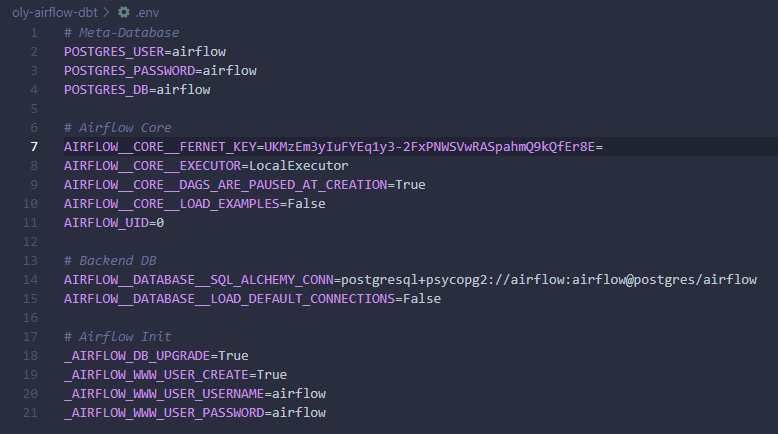 oly-airflow-dbt > .env
1 # Meta-Database
2 POSTGRES_USER=airflow
3 POSTGRES_PASSWORD=airflow
4 POSTGRES_DB=airflow
5
6 # Airflow Core
7 AIRFLOW__CORE__FERNET_KEY=UKMzEm3yIuFYEq1y3-2FxPNWSVwRASpahmQ9kQfEr8E=
8 AIRFLOW__CORE__EXECUTOR=LocalExecutor
9 AIRFLOW__CORE__DAGS_ARE_PAUSED_AT_CREATION=True
10 AIRFLOW__CORE__LOAD_EXAMPLES=False
11 AIRFLOW_UID=0
12
13 # Backend DB
14 AIRFLOW__DATABASE__SQL_ALCHEMY_CONN=postgresql+psycopg2://airflow:airflow@postgres/airflow
15 AIRFLOW__DATABASE__LOAD_DEFAULT_CONNECTIONS=False
16
17 # Airflow Init
18 _AIRFLOW_DB_UPGRADE=True
19 _AIRFLOW_WWW_USER_CREATE=True
20 _AIRFLOW_WWW_USER_USERNAME=airflow
21 _AIRFLOW_WWW_USER_PASSWORD=airflow